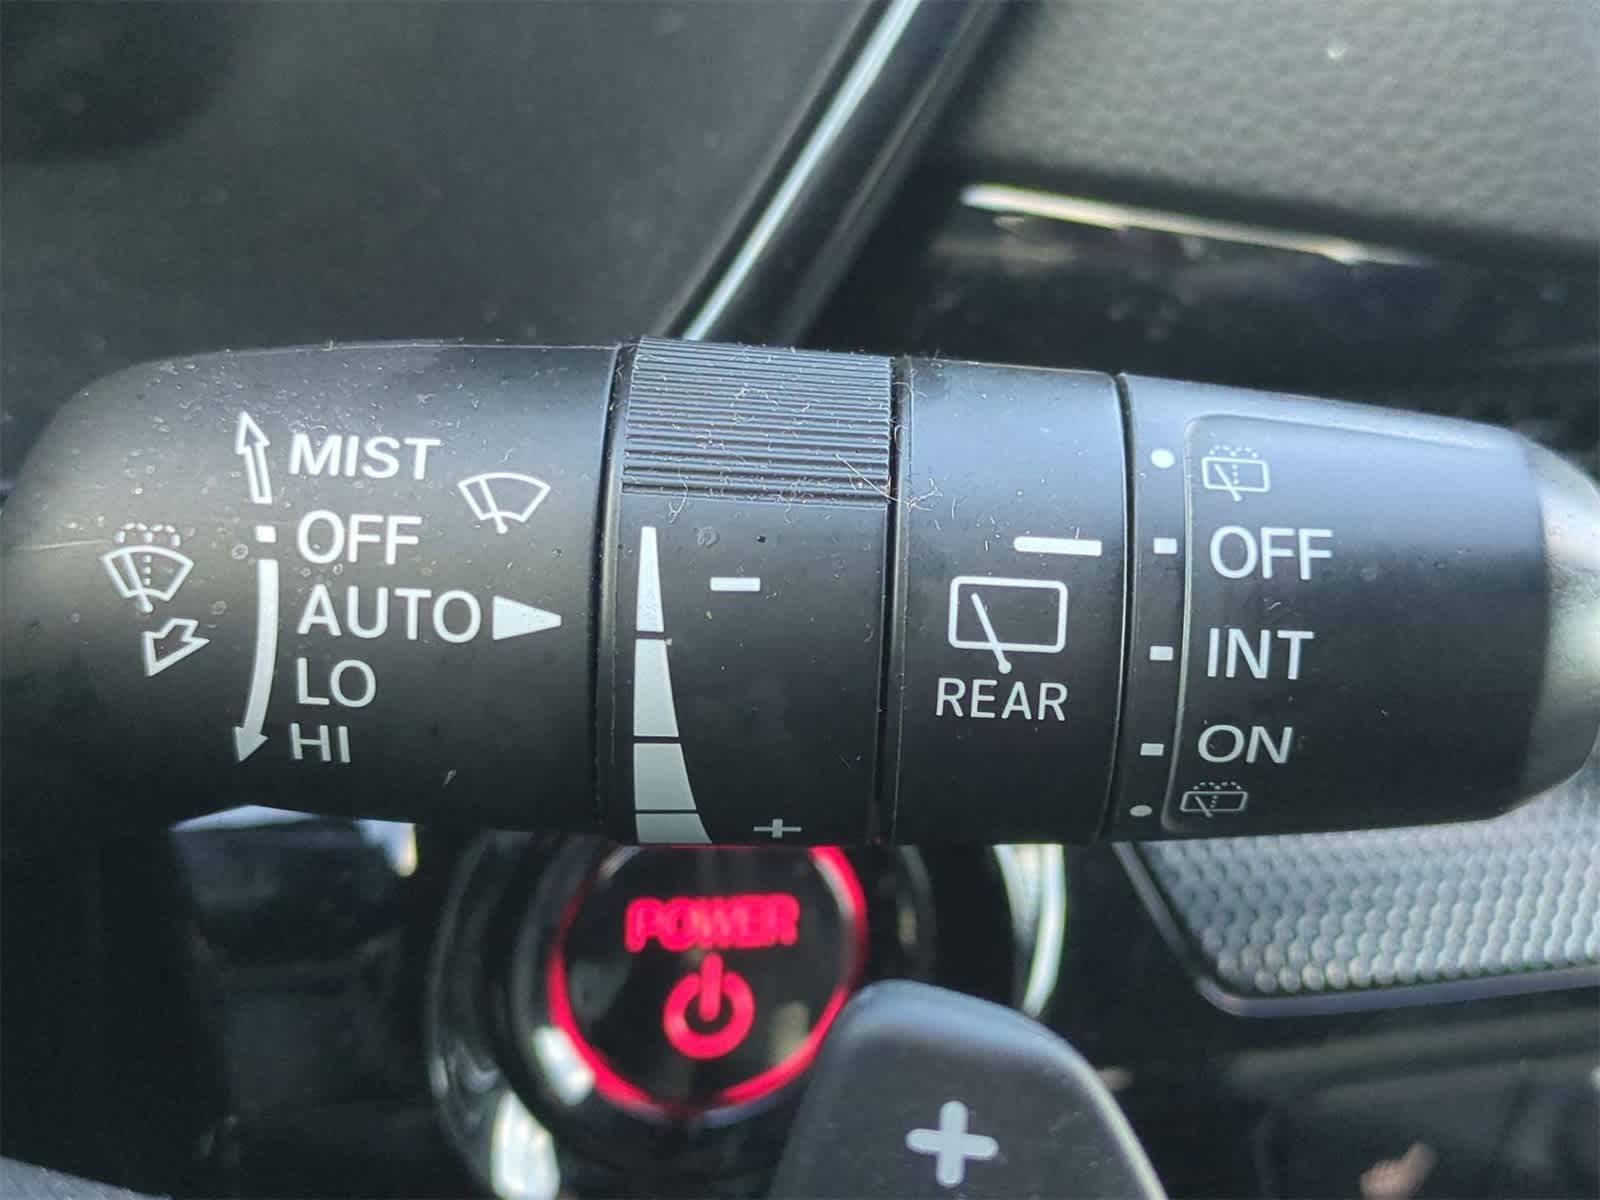 MIST
OFF
AUTO
LO
HI
−
+
REAR
OFF
INT
ON
POWER
+